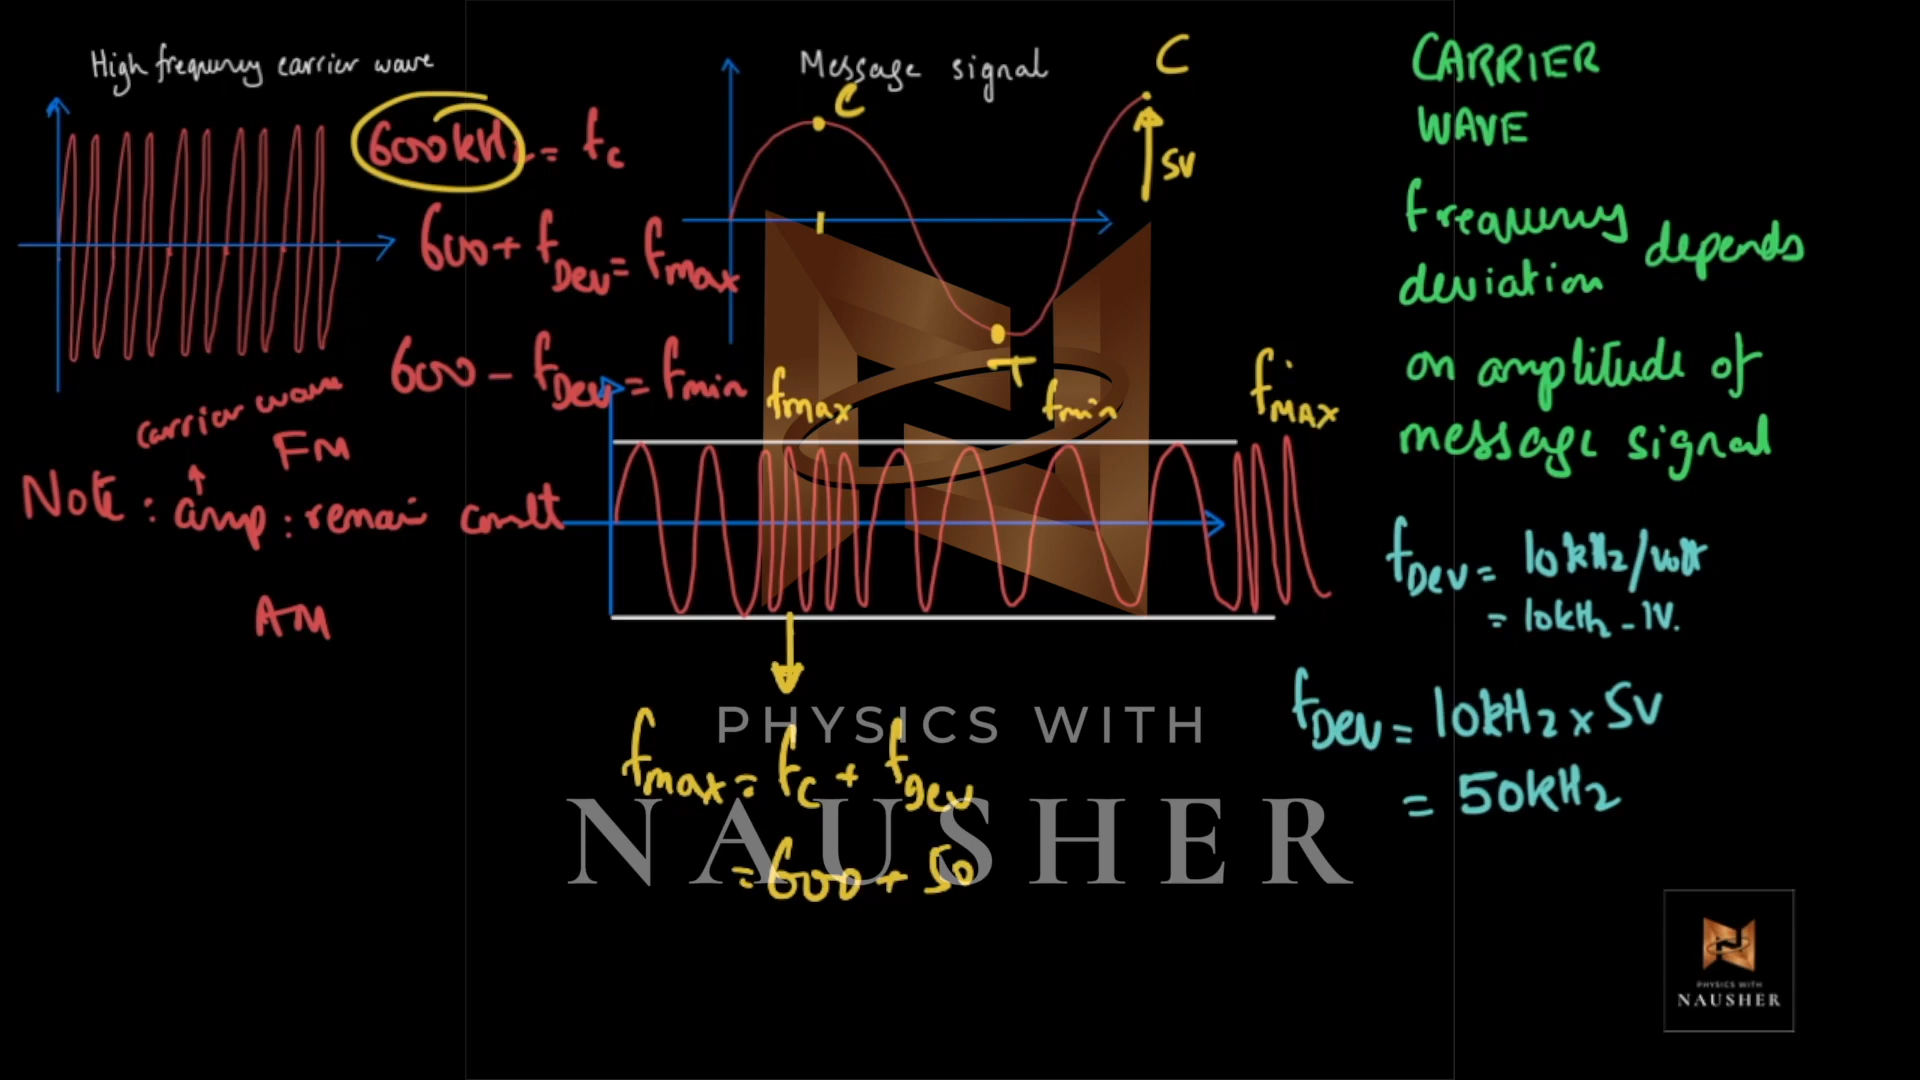 High frequency carrier wave
600kHz = fc
600 + fDev = fmax
600 - fDev = fmin
carrier wave
FM
Note : amp : remain constt
AM
Message signal
C
C
5V
T
fmax
fmin
fMAX
fmax = fc + fDev
= 600 + 50
CARRIER
WAVE
frequency depends
deviation
on amplitude of
message signal
fDev = 10kHz/volt
= 10kHz - 1V.
fDev = 10kHz x 5V
= 50kHz
PHYSICS WITH
NAUSHER
PHYSICS WITH
NAUSHER